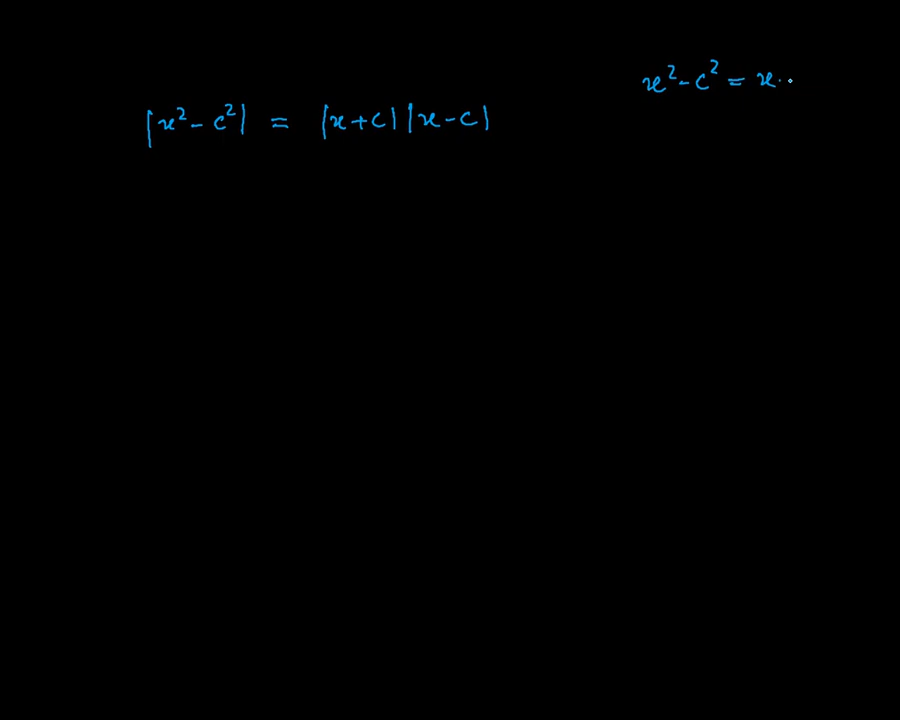 x² - c² = x·
|x² - c²| = |x + c| |x - c|